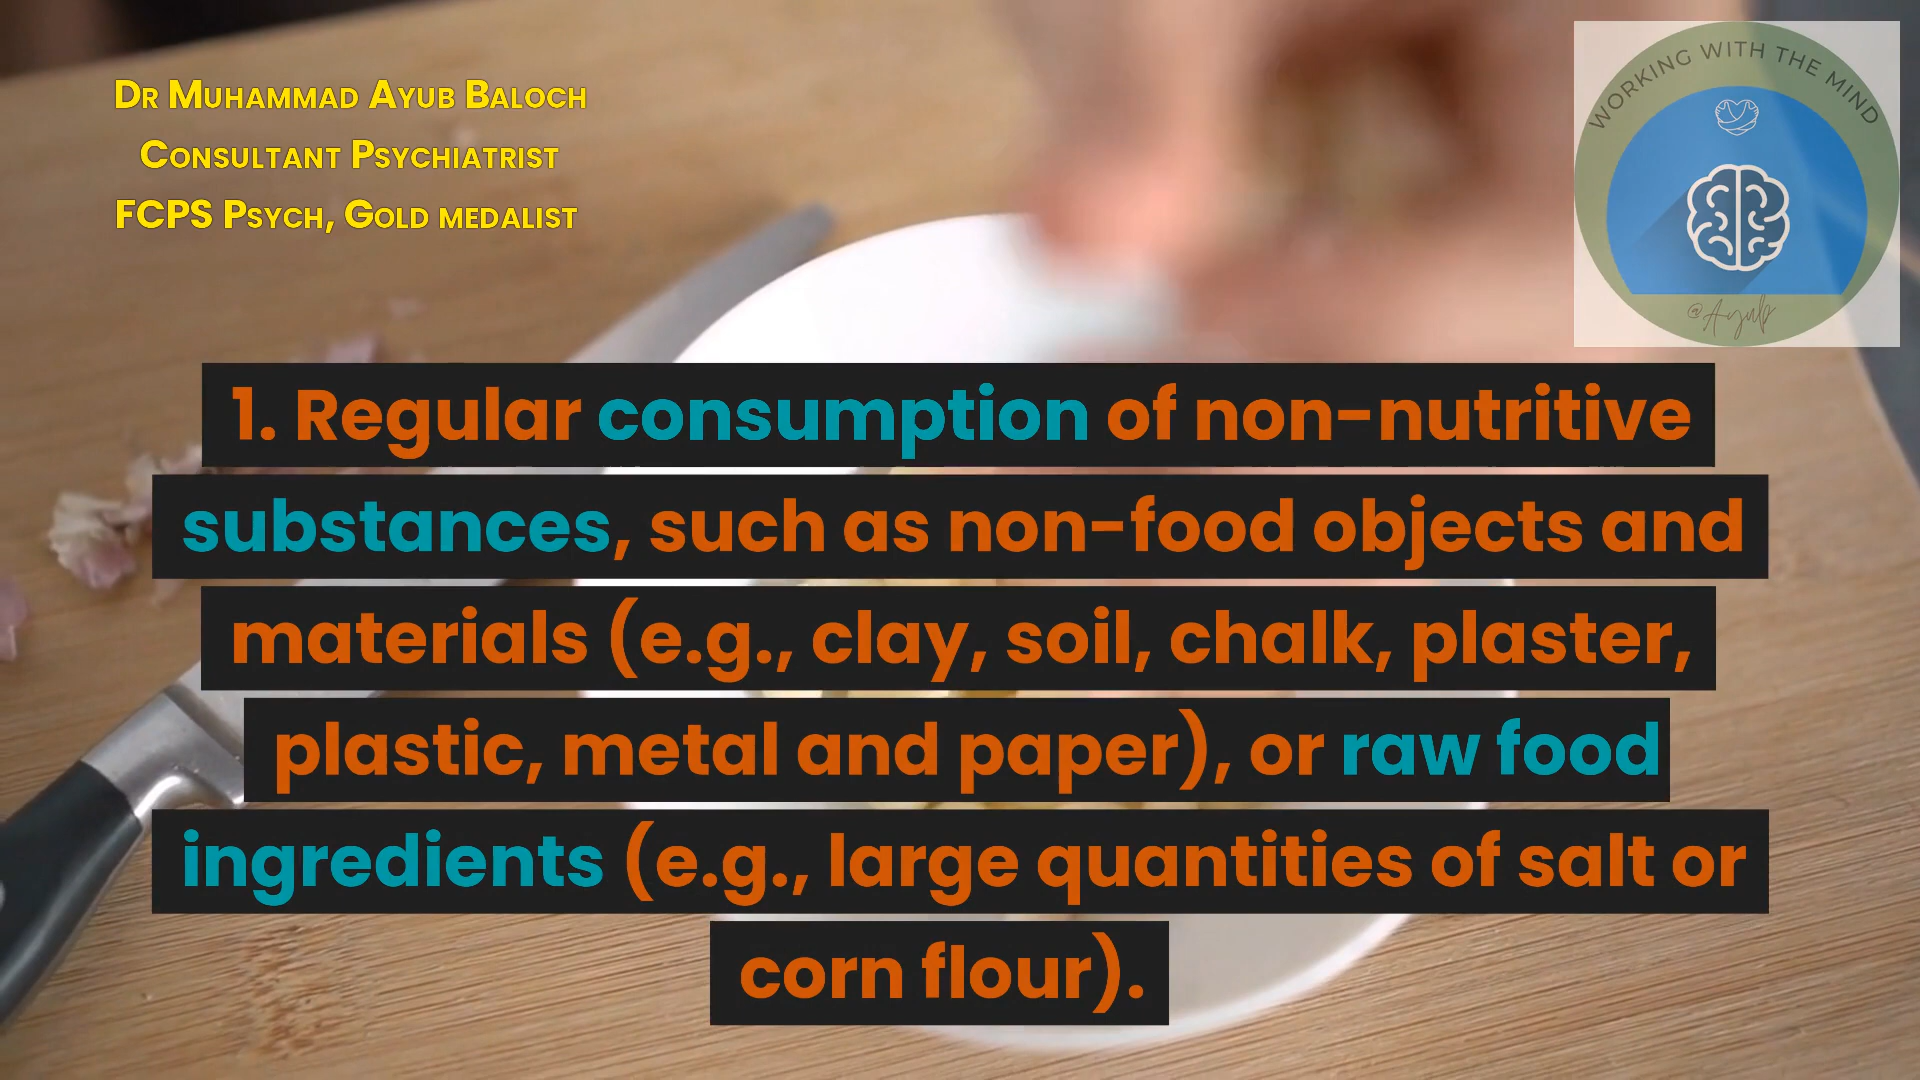 Dr Muhammad Ayub Baloch
Consultant Psychiatrist
FCPS Psych, Gold medalist
WORKING WITH THE MIND
@Ayub
1. Regular consumption of non-nutritive
substances, such as non-food objects and
materials (e.g., clay, soil, chalk, plaster,
plastic, metal and paper), or raw food
ingredients (e.g., large quantities of salt or
corn flour).